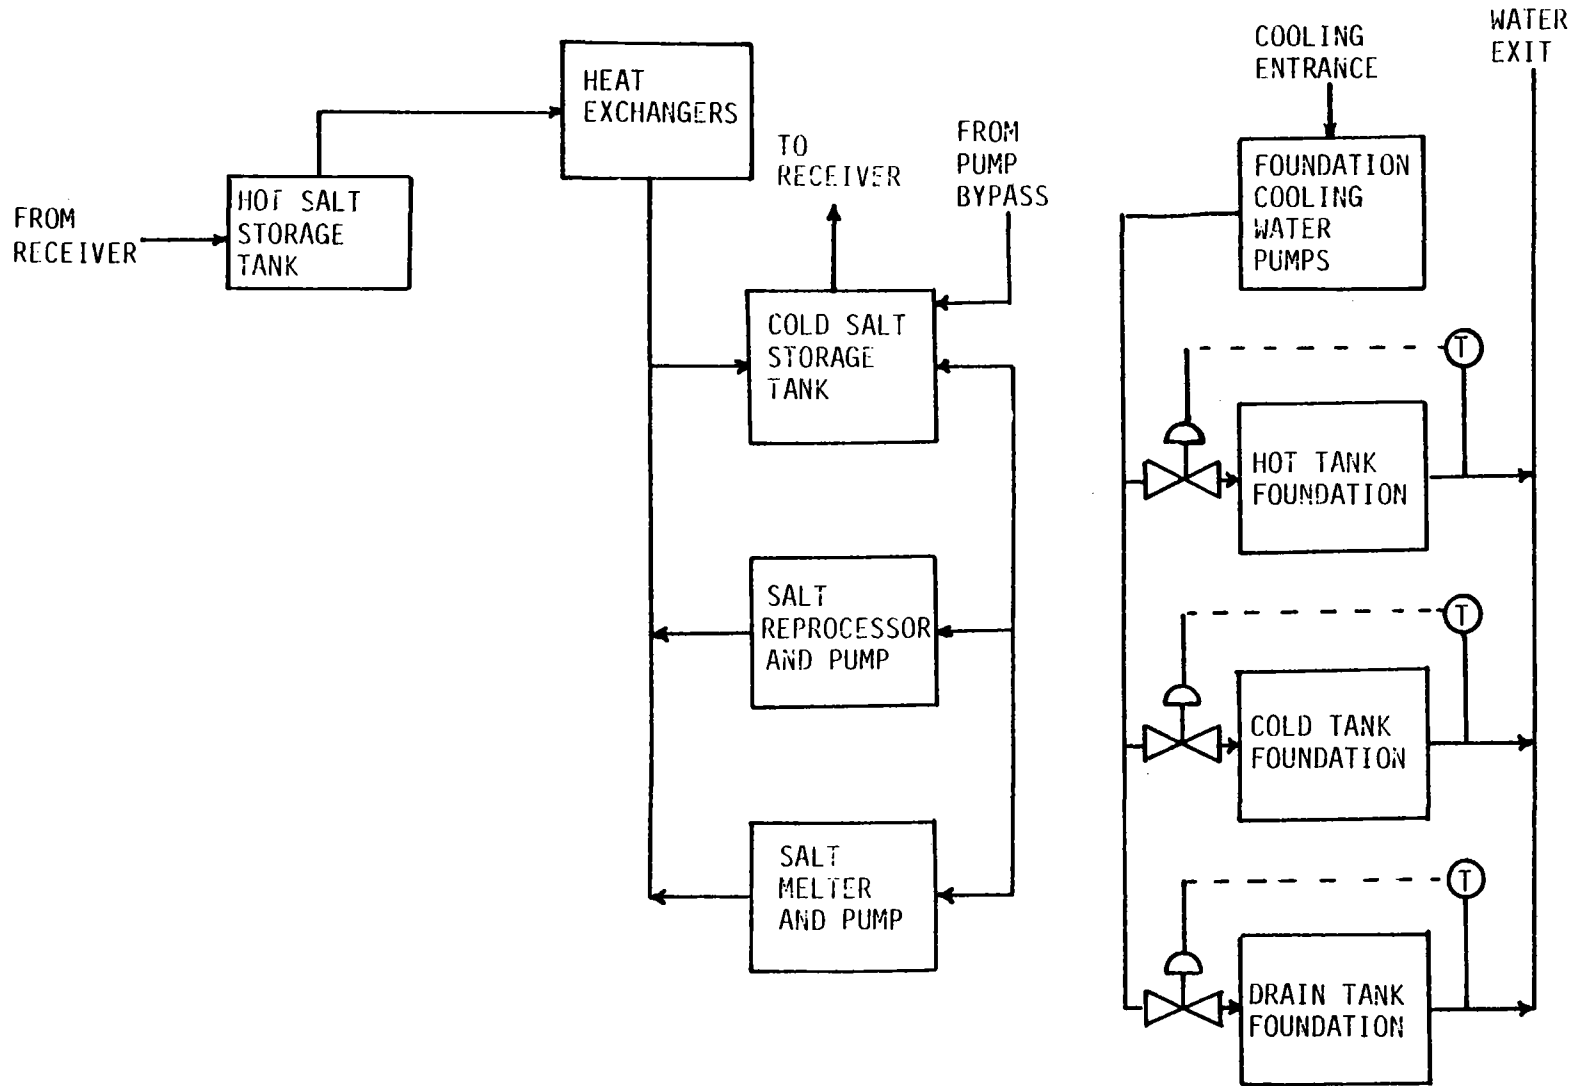 WATER
EXIT
COOLING
ENTRANCE
HEAT
EXCHANGERS
TO
RECEIVER
FROM
PUMP
BYPASS
FOUNDATION
COOLING
WATER
PUMPS
FROM
RECEIVER
HOT SALT
STORAGE
TANK
COLD SALT
STORAGE
TANK
T
HOT TANK
FOUNDATION
SALT
REPROCESSOR
AND PUMP
T
COLD TANK
FOUNDATION
SALT
MELTER
AND PUMP
T
DRAIN TANK
FOUNDATION